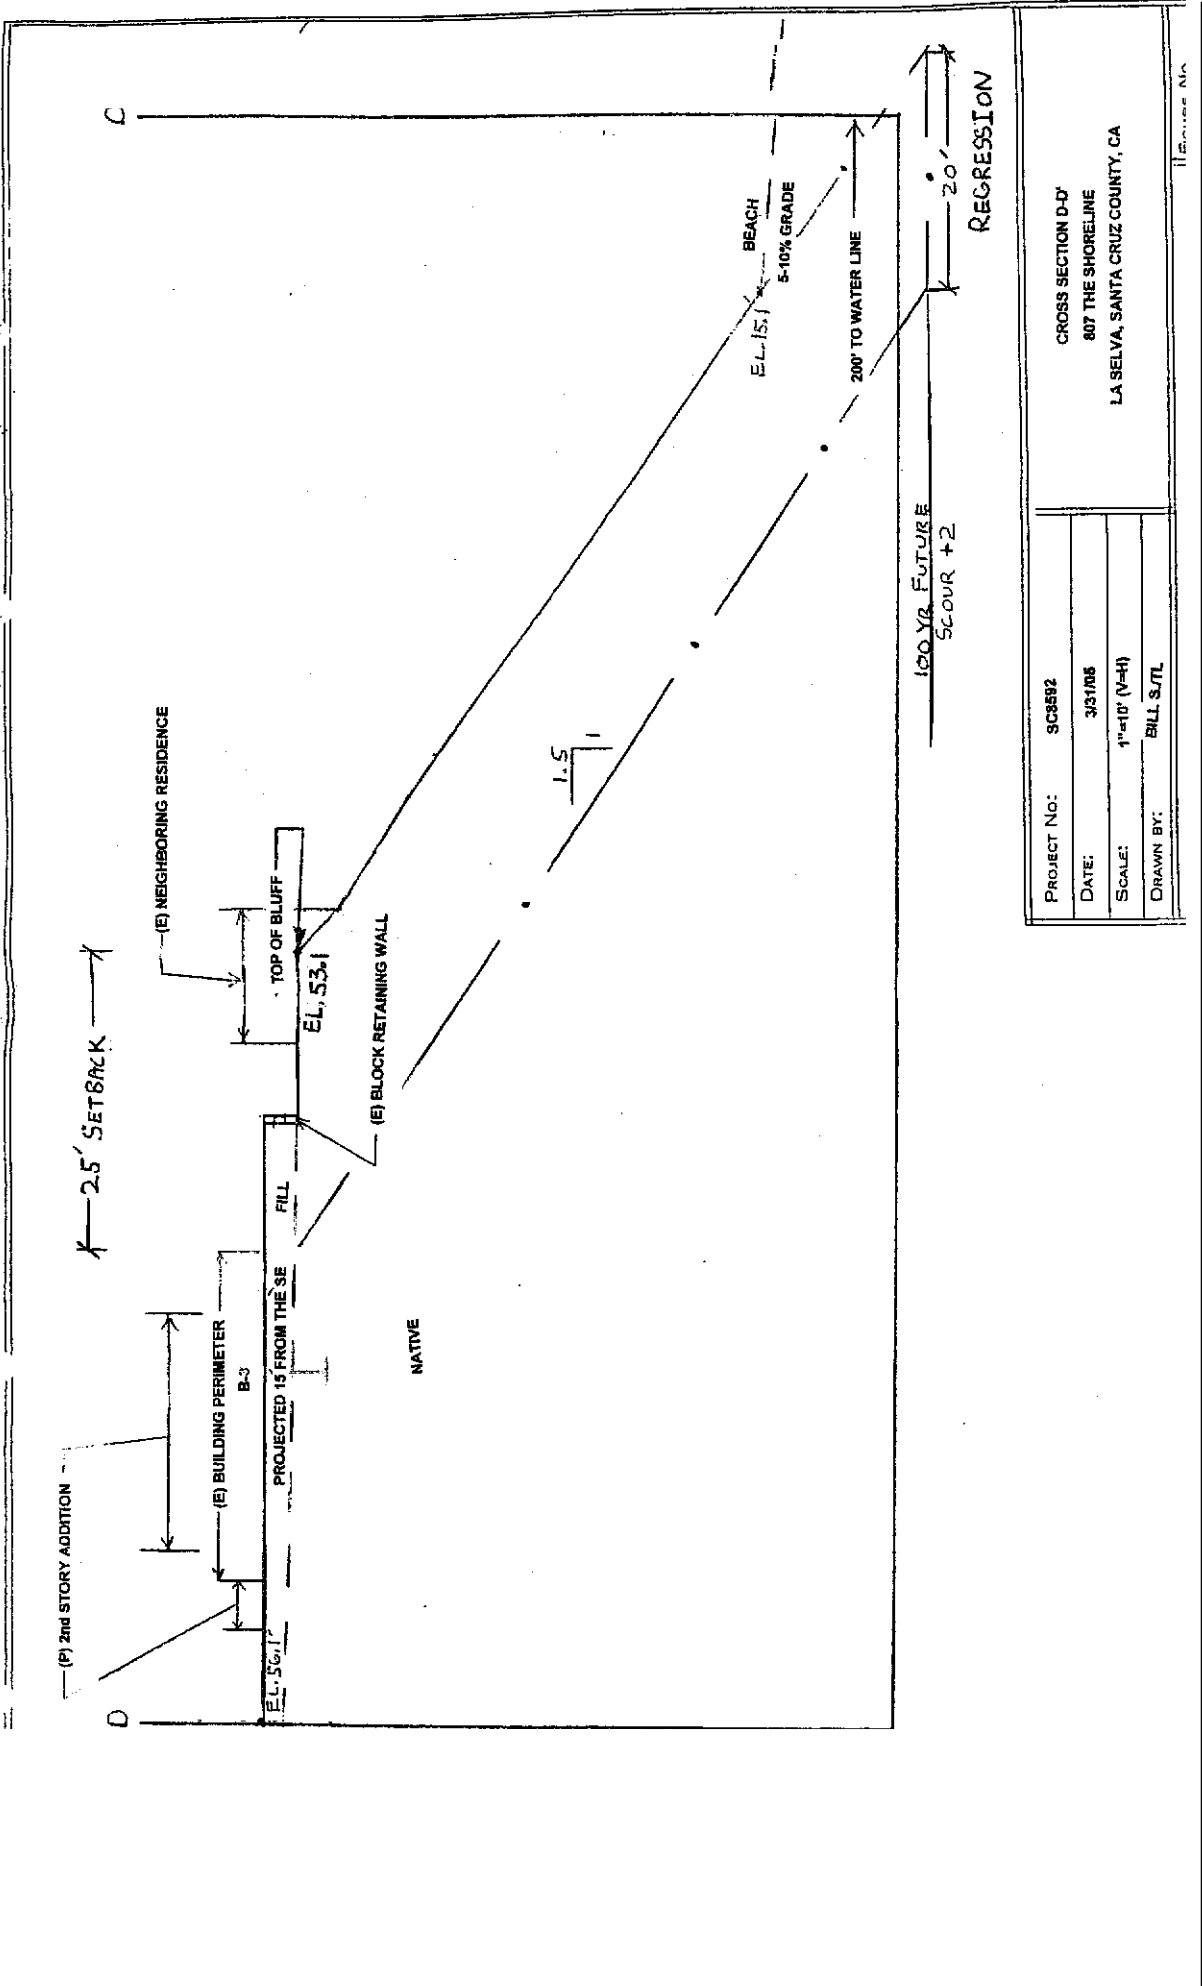 (P) 2nd STORY ADDITION
25' SETBACK
(E) NEIGHBORING RESIDENCE
D
C
(E) BUILDING PERIMETER
B-3
PROJECTED 15' FROM THE SE
FILL
TOP OF BLUFF
EL. 56.1'
EL. 53.1
(E) BLOCK RETAINING WALL
NATIVE
1.5
1
BEACH
EL. 15.1
5-10% GRADE
200' TO WATER LINE
100 YR FUTURE
SCOUR +2
20'
REGRESSION
PROJECT No: SC8592
DATE: 3/31/05
SCALE: 1"=10' (V=H)
DRAWN BY: BILL S./TL
CROSS SECTION D-D'
807 THE SHORELINE
LA SELVA, SANTA CRUZ COUNTY, CA